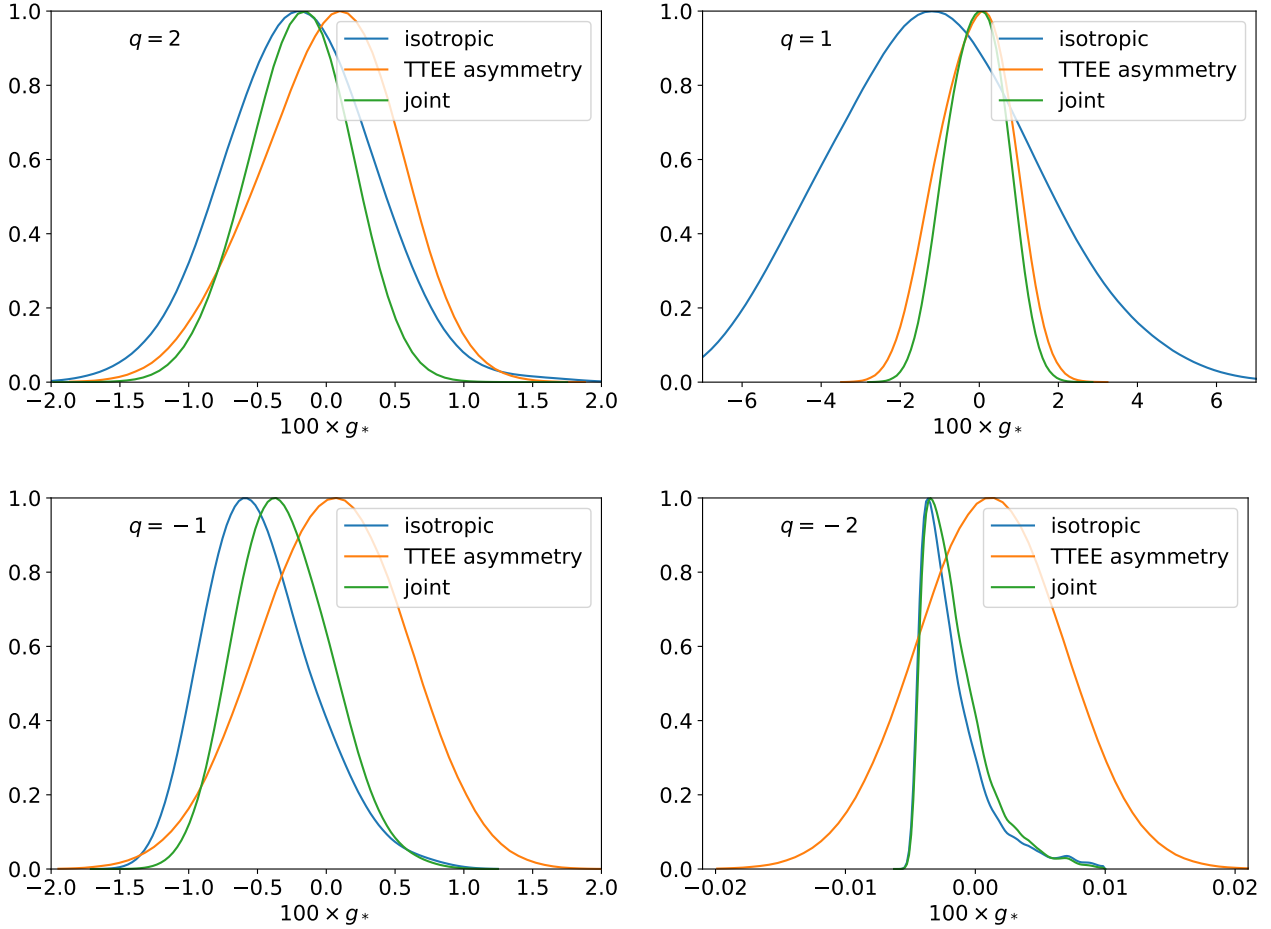 q = 2
isotropic
TTEE asymmetry
joint
1.0
0.8
0.6
0.4
0.2
0.0
−2.0 −1.5 −1.0 −0.5 0.0 0.5 1.0 1.5 2.0
100 × g*
q = 1
isotropic
TTEE asymmetry
joint
1.0
0.8
0.6
0.4
0.2
0.0
−6 −4 −2 0 2 4 6
100 × g*
q = −1
isotropic
TTEE asymmetry
joint
1.0
0.8
0.6
0.4
0.2
0.0
−2.0 −1.5 −1.0 −0.5 0.0 0.5 1.0 1.5 2.0
100 × g*
q = −2
isotropic
TTEE asymmetry
joint
1.0
0.8
0.6
0.4
0.2
0.0
−0.02 −0.01 0.00 0.01 0.02
100 × g*